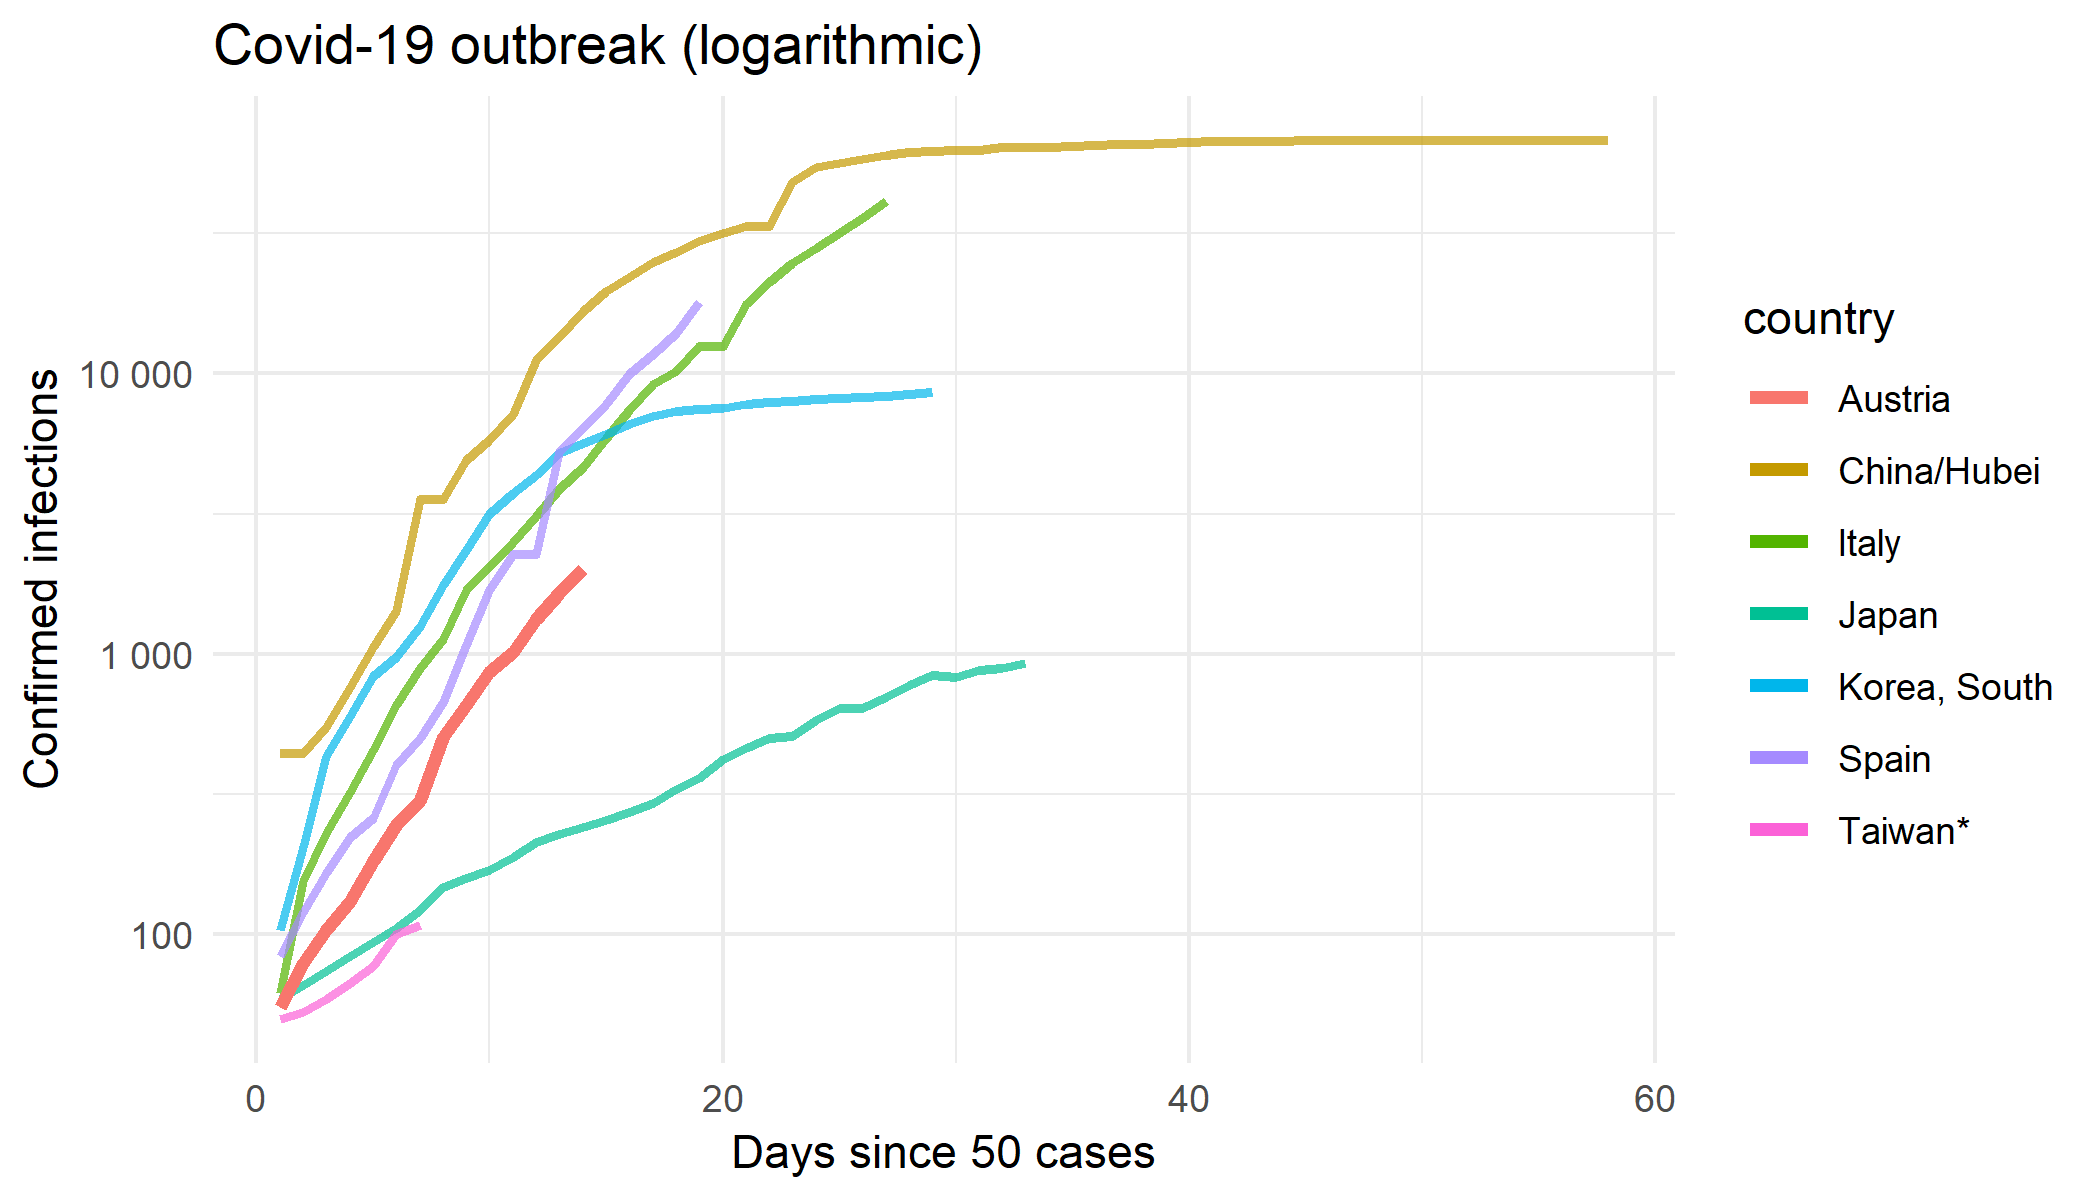 Covid-19 outbreak (logarithmic)
Confirmed infections
10 000
1 000
100
0
20
40
60
Days since 50 cases
country
Austria
China/Hubei
Italy
Japan
Korea, South
Spain
Taiwan*